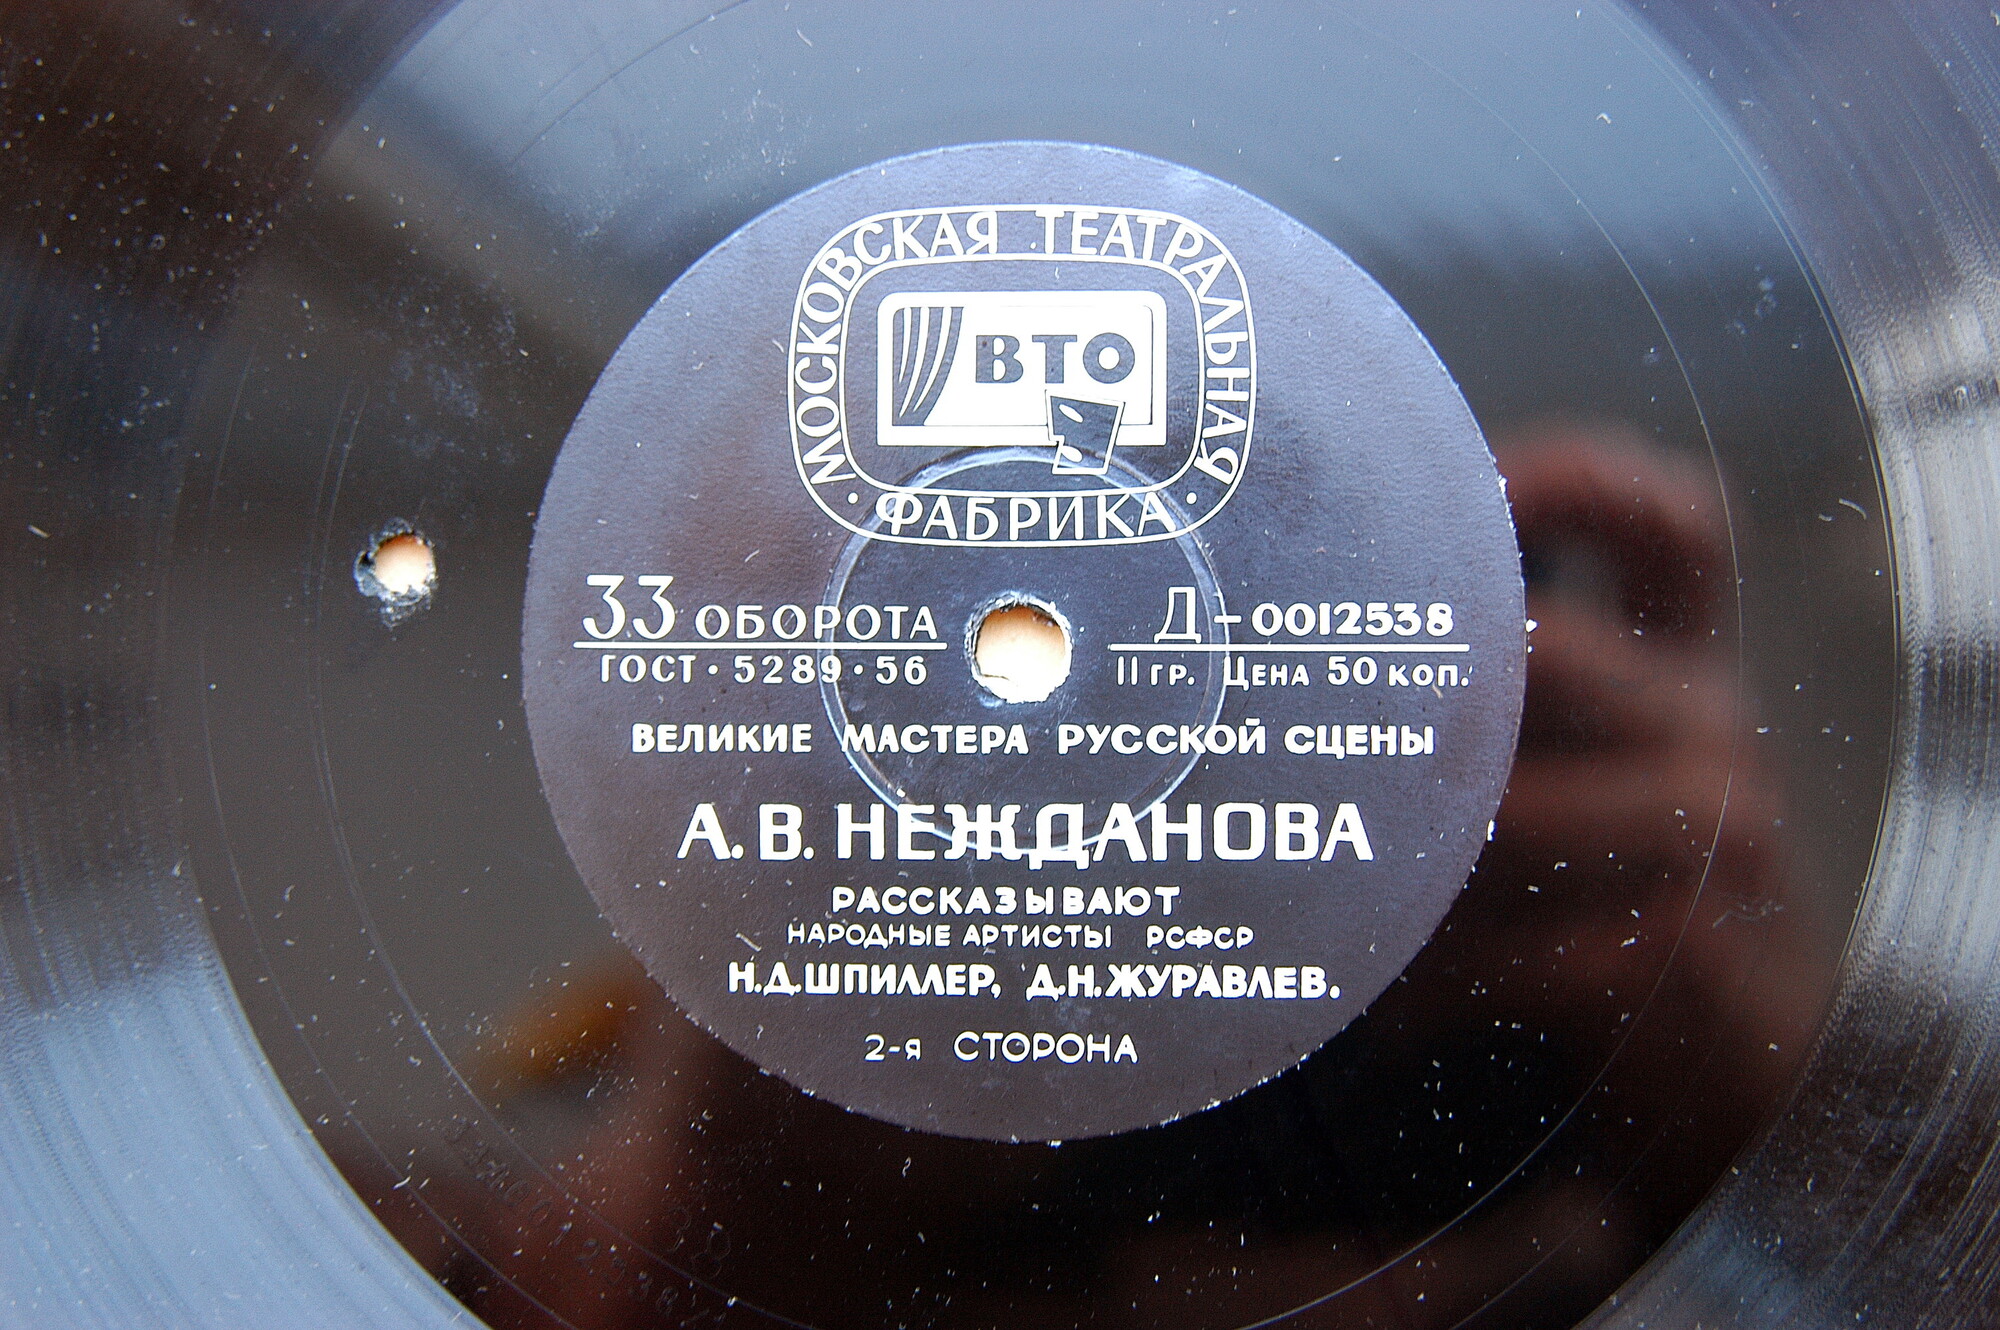 МОСКОВСКАЯ ТЕАТРАЛЬНАЯ
ВТО
· ФАБРИКА ·
33 ОБОРОТА
ГОСТ · 5289 · 56
Д-0012538
II ГР. ЦЕНА 50 КОП.
ВЕЛИКИЕ МАСТЕРА РУССКОЙ СЦЕНЫ
А.В. НЕЖДАНОВА
РАССКАЗЫВАЮТ
НАРОДНЫЕ АРТИСТЫ РСФСР
Н.Д.ШПИЛЛЕР, Д.Н.ЖУРАВЛЕВ.
2-я СТОРОНА